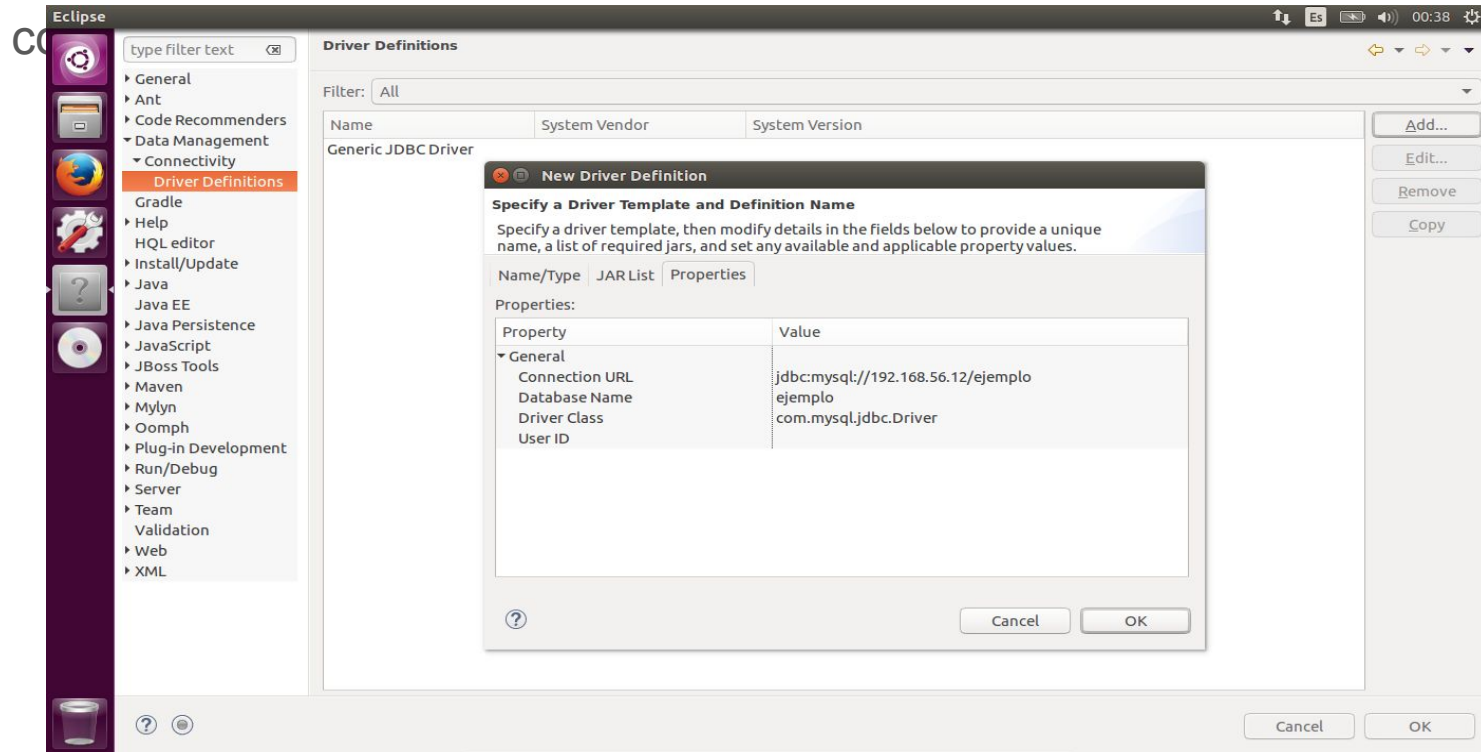 Eclipse
Es
00:38
type filter text
General
Ant
Code Recommenders
Data Management
Connectivity
Driver Definitions
Gradle
Help
HQL editor
Install/Update
Java
Java EE
Java Persistence
JavaScript
JBoss Tools
Maven
Mylyn
Oomph
Plug-in Development
Run/Debug
Server
Team
Validation
Web
XML
Driver Definitions
Filter: All
Name System Vendor System Version
Generic JDBC Driver
Add...
Edit...
Remove
Copy
New Driver Definition
Specify a Driver Template and Definition Name
Specify a driver template, then modify details in the fields below to provide a unique
name, a list of required jars, and set any available and applicable property values.
Name/Type JAR List Properties
Properties:
Property Value
General
Connection URL jdbc:mysql://192.168.56.12/ejemplo
Database Name ejemplo
Driver Class com.mysql.jdbc.Driver
User ID
Cancel OK
Cancel OK